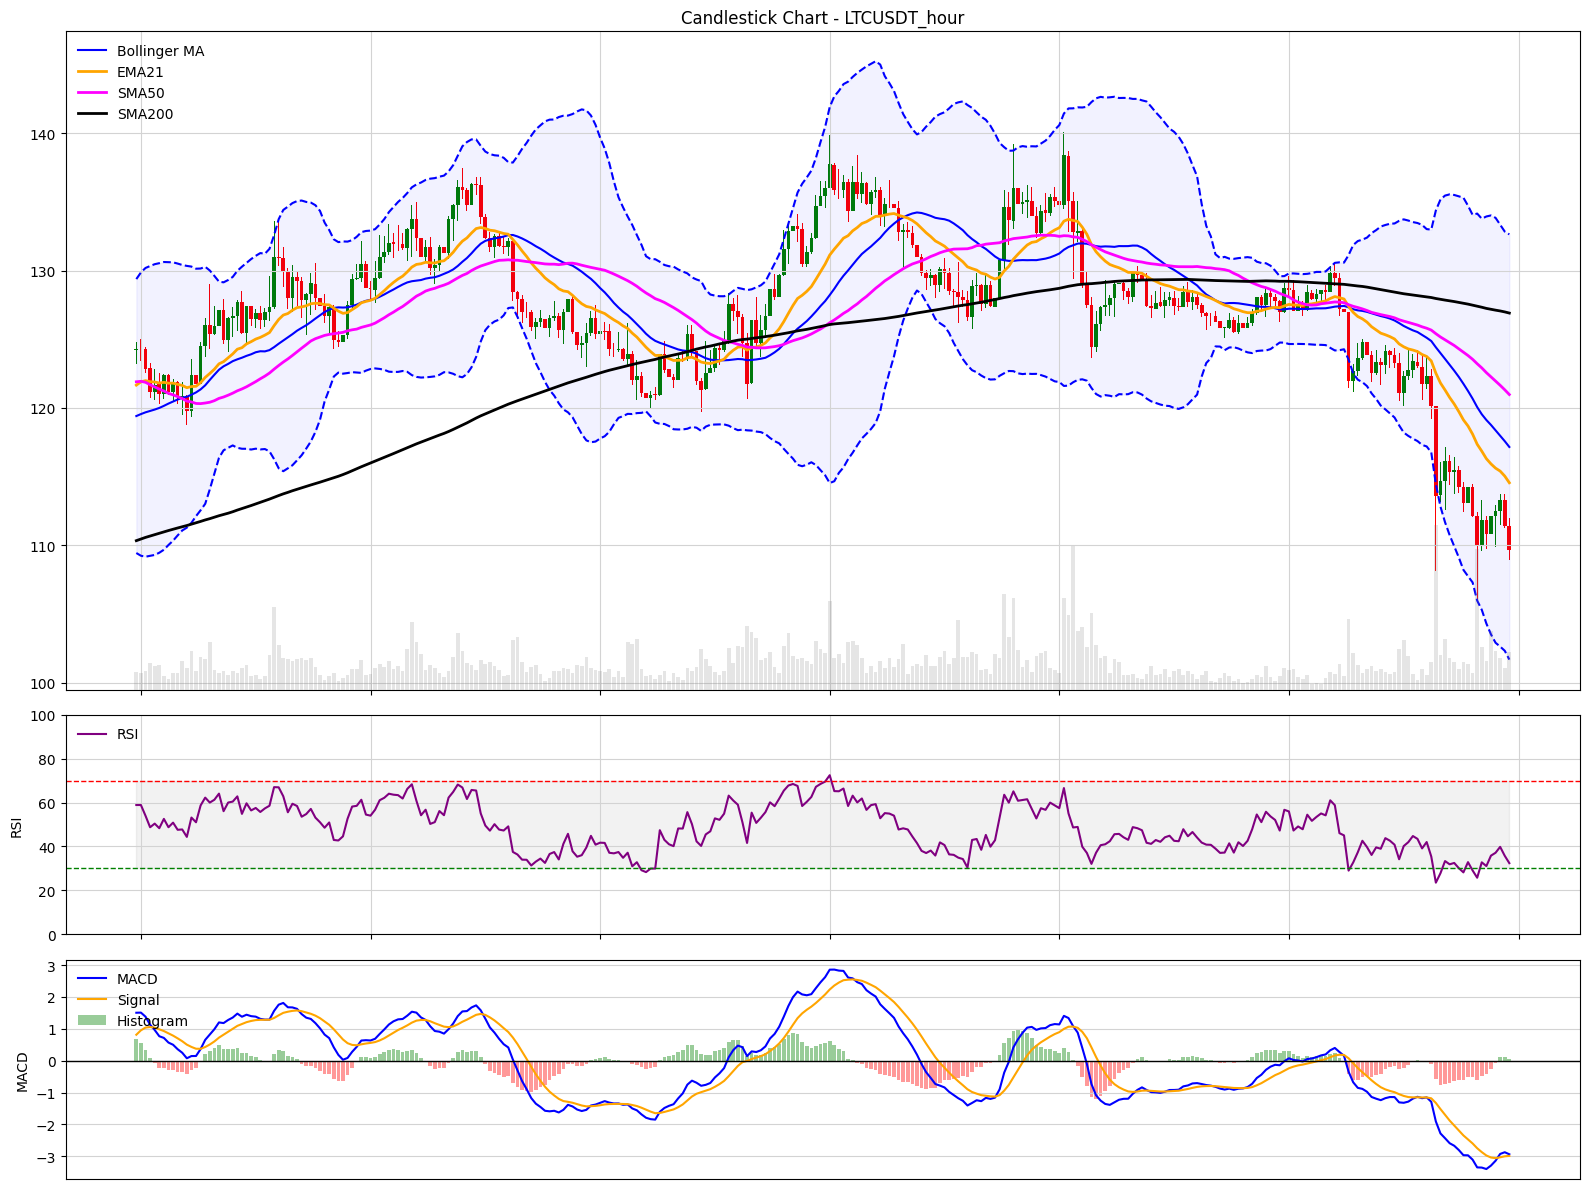 Candlestick Chart - LTCUSDT_hour
Bollinger MA
EMA21
SMA50
SMA200
140
130
120
110
100
RSI
100
80
60
40
20
0
RSI
MACD
Signal
Histogram
3
2
1
0
−1
−2
−3
MACD